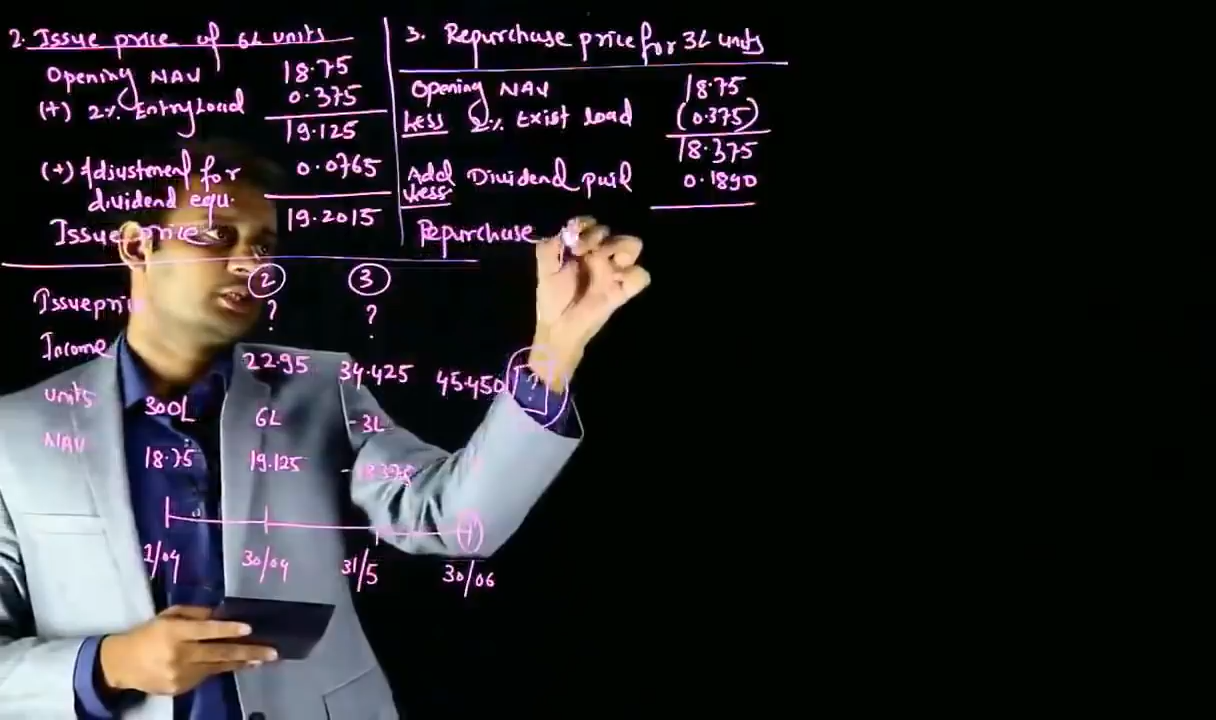 2. Issue price of 6L units
Opening NAV 18.75
(+) 2% Entry Load 0.375
19.125
(+) Adjustment for 0.0765
dividend equ.
Issue price 19.2015
3. Repurchase price for 3L units
Opening NAV 18.75
Less 2% Exist load (0.375)
18.375
Add Dividend paid 0.1890
Less
Repurchase
2 3
Issue pri ? ?
Income 22.95 34.425 45.450 ?
units 300L 6L -3L
NAV 18.75 19.125 -18.375
1/04 30/04 31/5 30/06